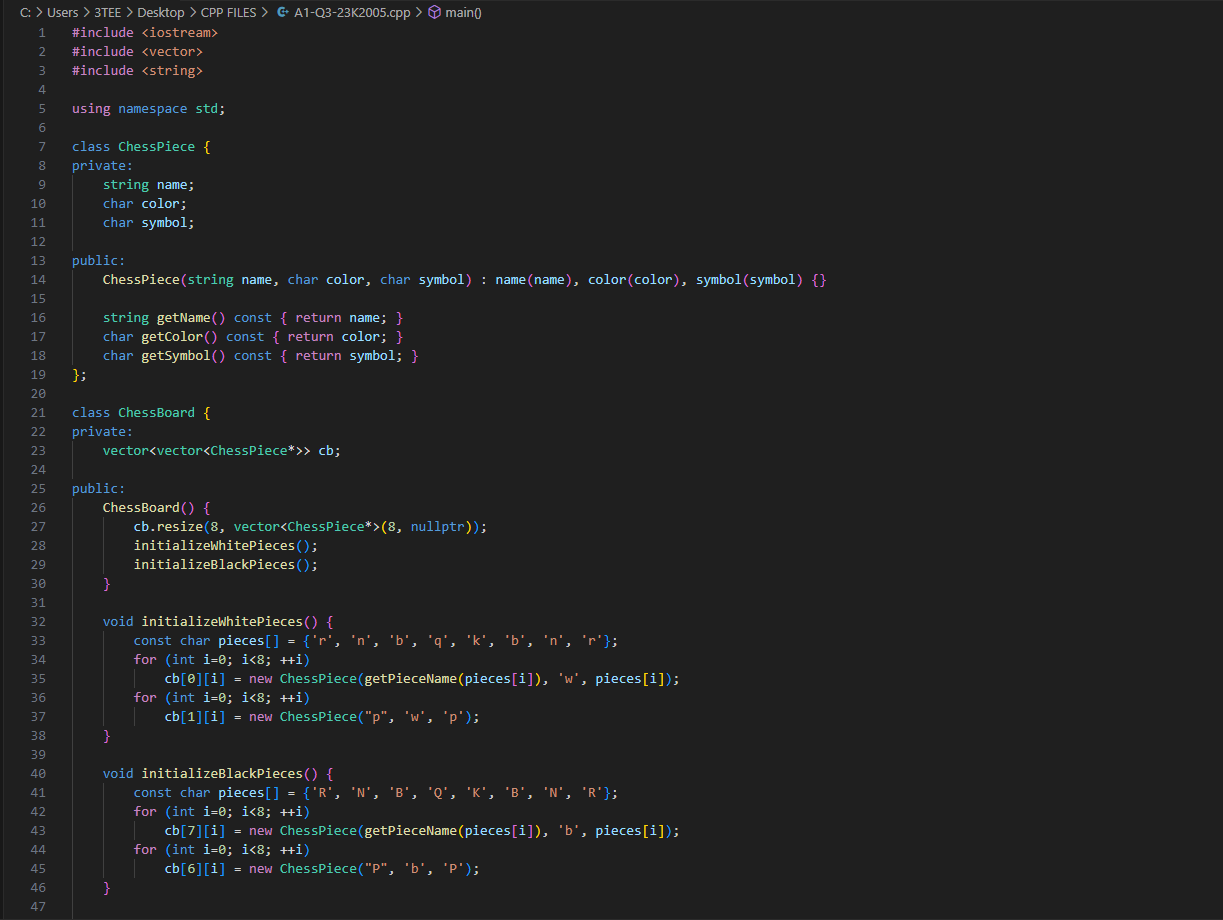 C: > Users > 3TEE > Desktop > CPP FILES > A1-Q3-23K2005.cpp > main()
1 #include <iostream>
2 #include <vector>
3 #include <string>
4
5 using namespace std;
6
7 class ChessPiece {
8 private:
9     string name;
10     char color;
11     char symbol;
12
13 public:
14     ChessPiece(string name, char color, char symbol) : name(name), color(color), symbol(symbol) {}
15
16     string getName() const { return name; }
17     char getColor() const { return color; }
18     char getSymbol() const { return symbol; }
19 };
20
21 class ChessBoard {
22 private:
23     vector<vector<ChessPiece*>> cb;
24
25 public:
26     ChessBoard() {
27         cb.resize(8, vector<ChessPiece*>(8, nullptr));
28         initializeWhitePieces();
29         initializeBlackPieces();
30     }
31
32     void initializeWhitePieces() {
33         const char pieces[] = {'r', 'n', 'b', 'q', 'k', 'b', 'n', 'r'};
34         for (int i=0; i<8; ++i)
35             cb[0][i] = new ChessPiece(getPieceName(pieces[i]), 'w', pieces[i]);
36         for (int i=0; i<8; ++i)
37             cb[1][i] = new ChessPiece("p", 'w', 'p');
38     }
39
40     void initializeBlackPieces() {
41         const char pieces[] = {'R', 'N', 'B', 'Q', 'K', 'B', 'N', 'R'};
42         for (int i=0; i<8; ++i)
43             cb[7][i] = new ChessPiece(getPieceName(pieces[i]), 'b', pieces[i]);
44         for (int i=0; i<8; ++i)
45             cb[6][i] = new ChessPiece("P", 'b', 'P');
46     }
47